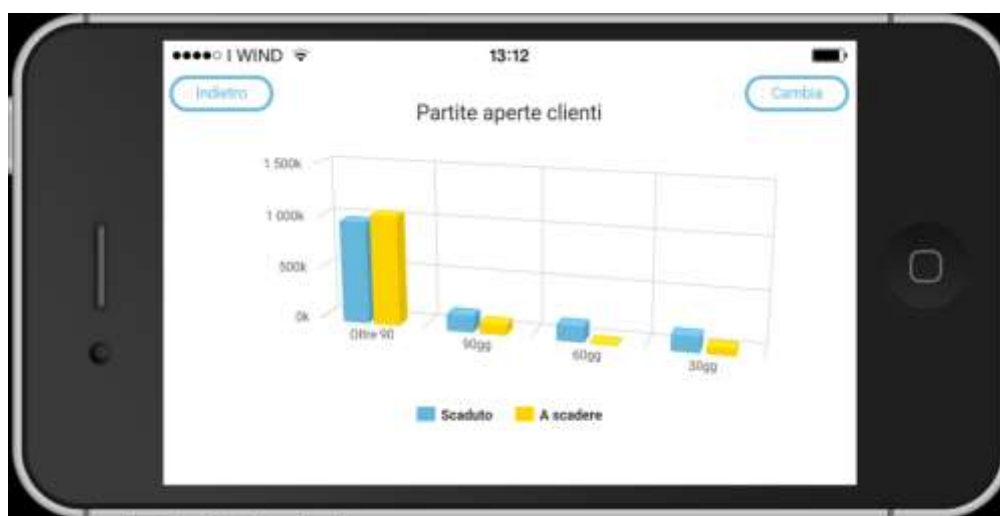 I WIND 13:12
Indietro
Cambia
Partite aperte clienti
1 500k
1 000k
500k
0k
Oltre 90
90gg
60gg
30gg
Scaduto A scadere